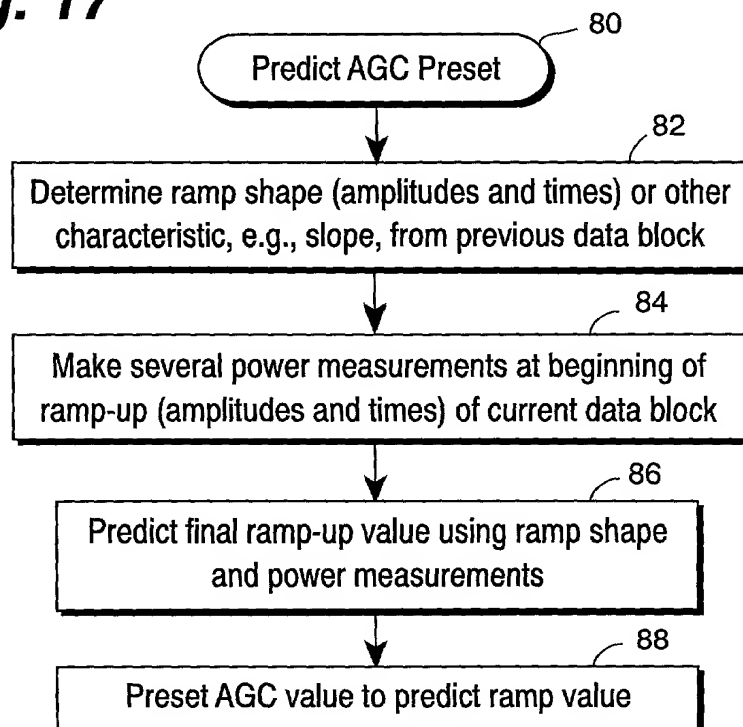 80
Predict AGC Preset
82
Determine ramp shape (amplitudes and times) or other
characteristic, e.g., slope, from previous data block
84
Make several power measurements at beginning of
ramp-up (amplitudes and times) of current data block
86
Predict final ramp-up value using ramp shape
and power measurements
88
Preset AGC value to predict ramp value